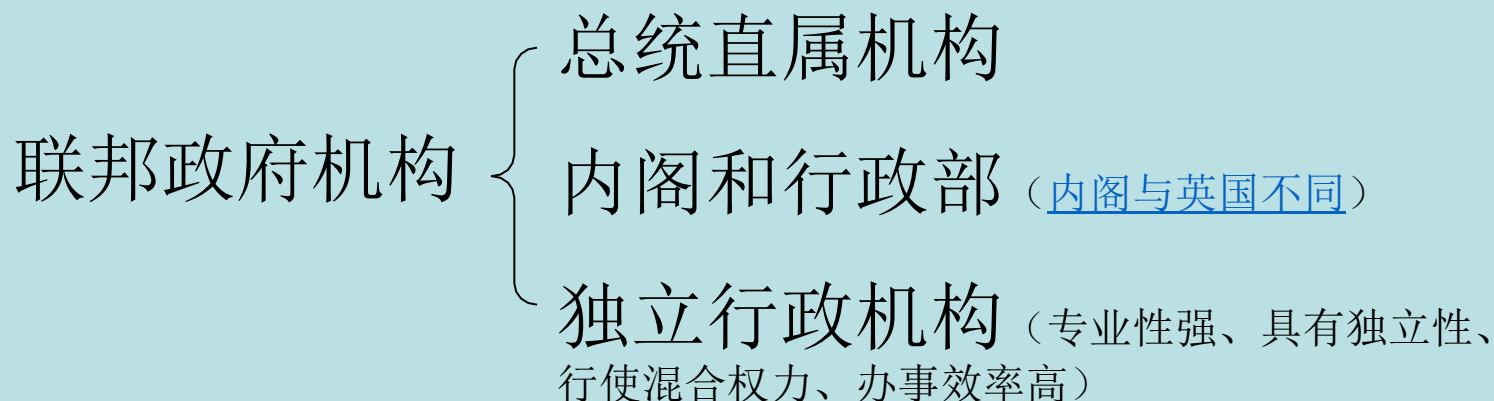 总统直属机构
联邦政府机构
内阁和行政部（内阁与英国不同）
独立行政机构（专业性强、具有独立性、
行使混合权力、办事效率高）